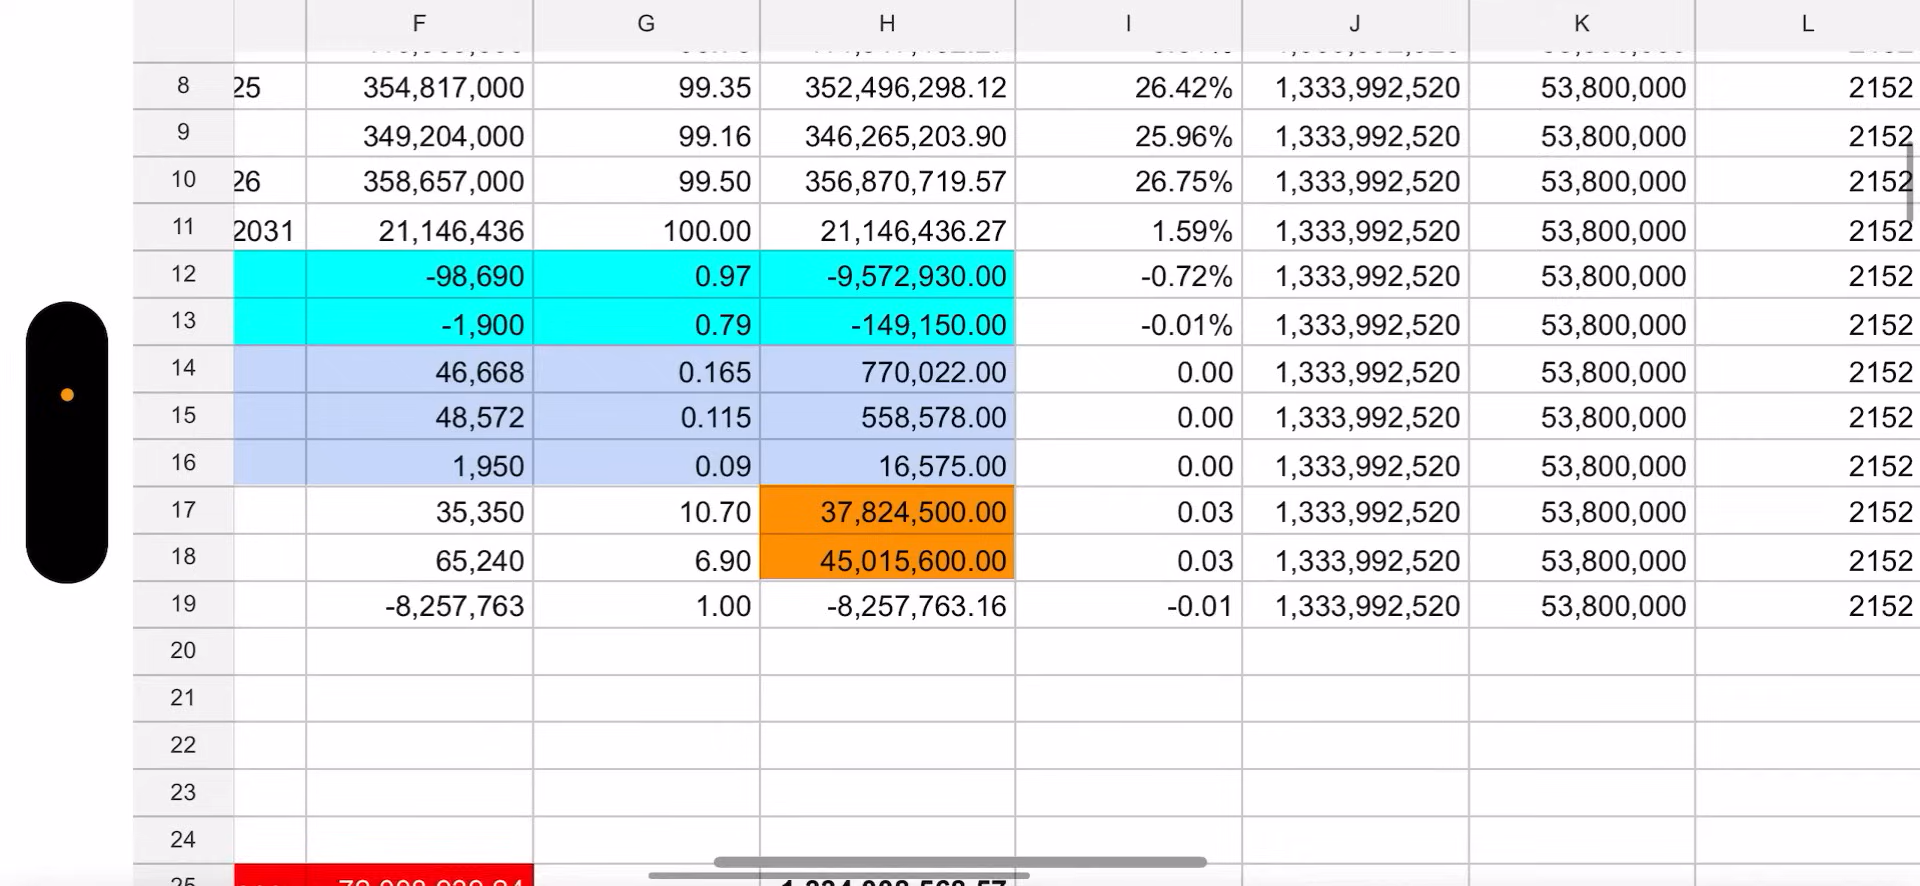 F G H I J K L
8 25 354,817,000 99.35 352,496,298.12 26.42% 1,333,992,520 53,800,000 2152
9 349,204,000 99.16 346,265,203.90 25.96% 1,333,992,520 53,800,000 2152
10 26 358,657,000 99.50 356,870,719.57 26.75% 1,333,992,520 53,800,000 2152
11 2031 21,146,436 100.00 21,146,436.27 1.59% 1,333,992,520 53,800,000 2152
12 -98,690 0.97 -9,572,930.00 -0.72% 1,333,992,520 53,800,000 2152
13 -1,900 0.79 -149,150.00 -0.01% 1,333,992,520 53,800,000 2152
14 46,668 0.165 770,022.00 0.00 1,333,992,520 53,800,000 2152
15 48,572 0.115 558,578.00 0.00 1,333,992,520 53,800,000 2152
16 1,950 0.09 16,575.00 0.00 1,333,992,520 53,800,000 2152
17 35,350 10.70 37,824,500.00 0.03 1,333,992,520 53,800,000 2152
18 65,240 6.90 45,015,600.00 0.03 1,333,992,520 53,800,000 2152
19 -8,257,763 1.00 -8,257,763.16 -0.01 1,333,992,520 53,800,000 2152
20
21
22
23
24
25